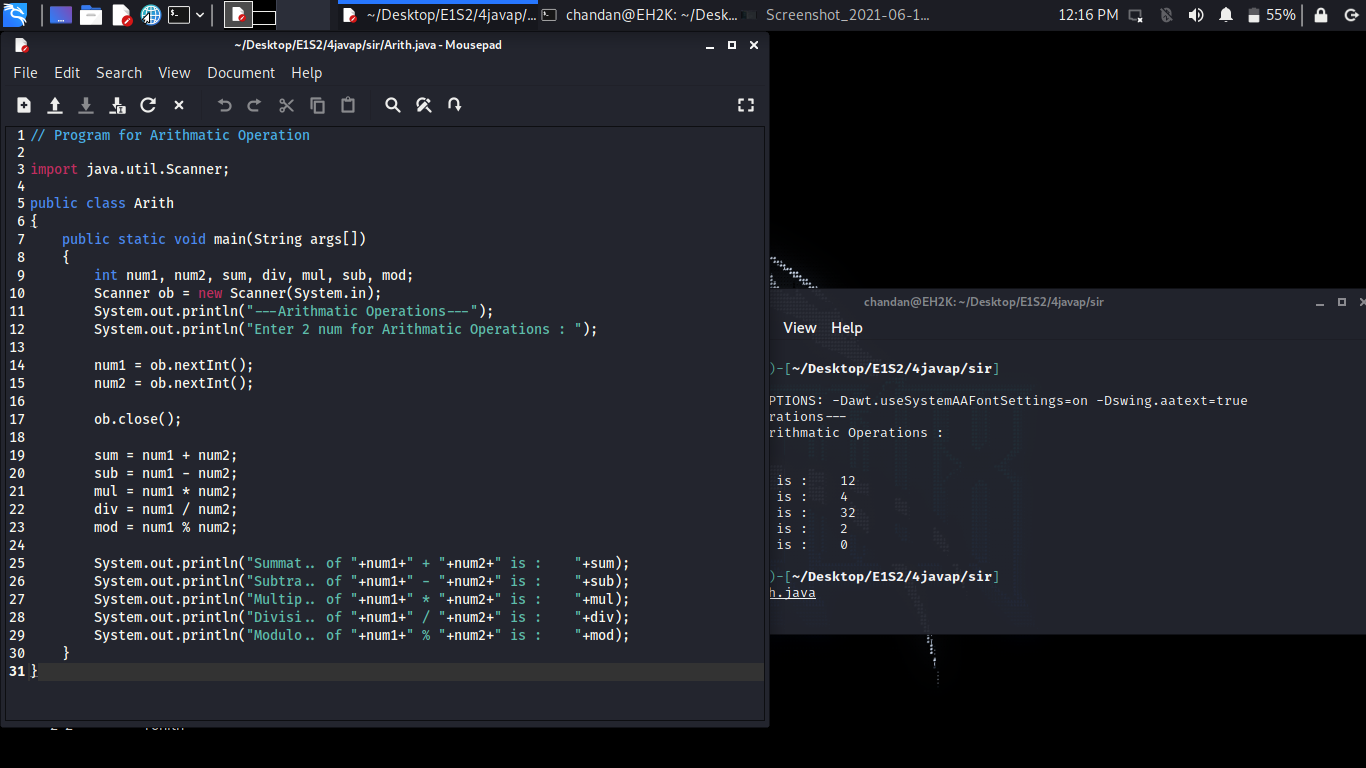 ~/Desktop/E1S2/4javap/...
chandan@EH2K: ~/Desk...
Screenshot_2021-06-1...
12:16 PM
55%
~/Desktop/E1S2/4javap/sir/Arith.java - Mousepad
File Edit Search View Document Help
1 // Program for Arithmatic Operation
2
3 import java.util.Scanner;
4
5 public class Arith
6 {
7 public static void main(String args[])
8 {
9 int num1, num2, sum, div, mul, sub, mod;
10 Scanner ob = new Scanner(System.in);
11 System.out.println("---Arithmatic Operations---");
12 System.out.println("Enter 2 num for Arithmatic Operations : ");
13
14 num1 = ob.nextInt();
15 num2 = ob.nextInt();
16
17 ob.close();
18
19 sum = num1 + num2;
20 sub = num1 - num2;
21 mul = num1 * num2;
22 div = num1 / num2;
23 mod = num1 % num2;
24
25 System.out.println("Summat.. of "+num1+" + "+num2+" is :    "+sum);
26 System.out.println("Subtra.. of "+num1+" - "+num2+" is :    "+sub);
27 System.out.println("Multip.. of "+num1+" * "+num2+" is :    "+mul);
28 System.out.println("Divisi.. of "+num1+" / "+num2+" is :    "+div);
29 System.out.println("Modulo.. of "+num1+" % "+num2+" is :    "+mod);
30 }
31 }
chandan@EH2K: ~/Desktop/E1S2/4javap/sir
View Help
)-[~/Desktop/E1S2/4javap/sir]
PTIONS: -Dawt.useSystemAAFontSettings=on -Dswing.aatext=true
rations---
rithmatic Operations :
is :    12
is :    4
is :    32
is :    2
is :    0
)-[~/Desktop/E1S2/4javap/sir]
h.java